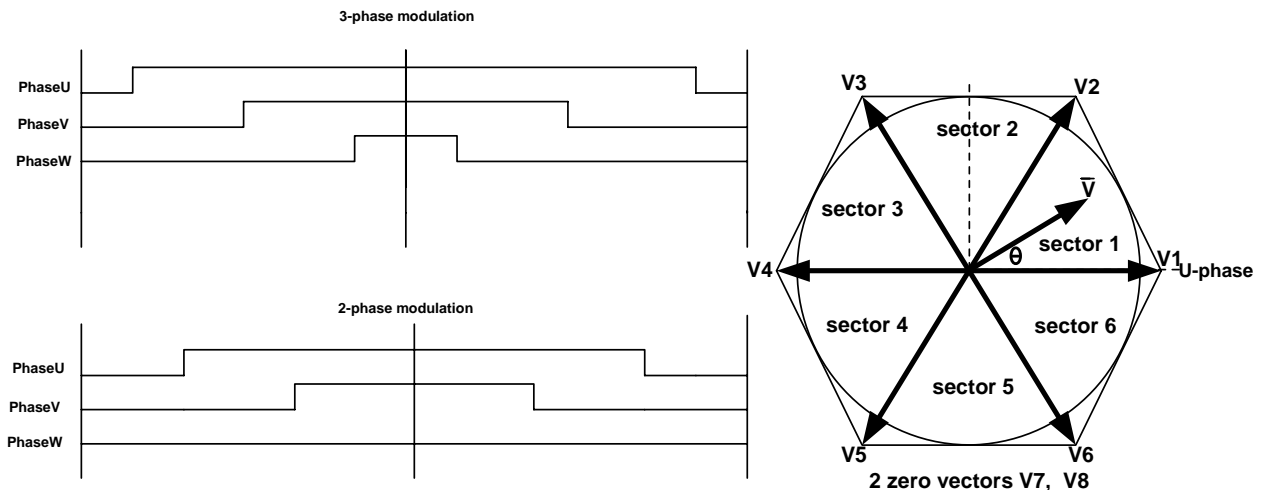 3-phase modulation
PhaseU
PhaseV
PhaseW
2-phase modulation
PhaseU
PhaseV
PhaseW
V3
V2
sector 2
V̅
sector 3
sector 1
θ
V4
V1
U-phase
sector 4
sector 6
sector 5
V5
V6
2 zero vectors V7, V8